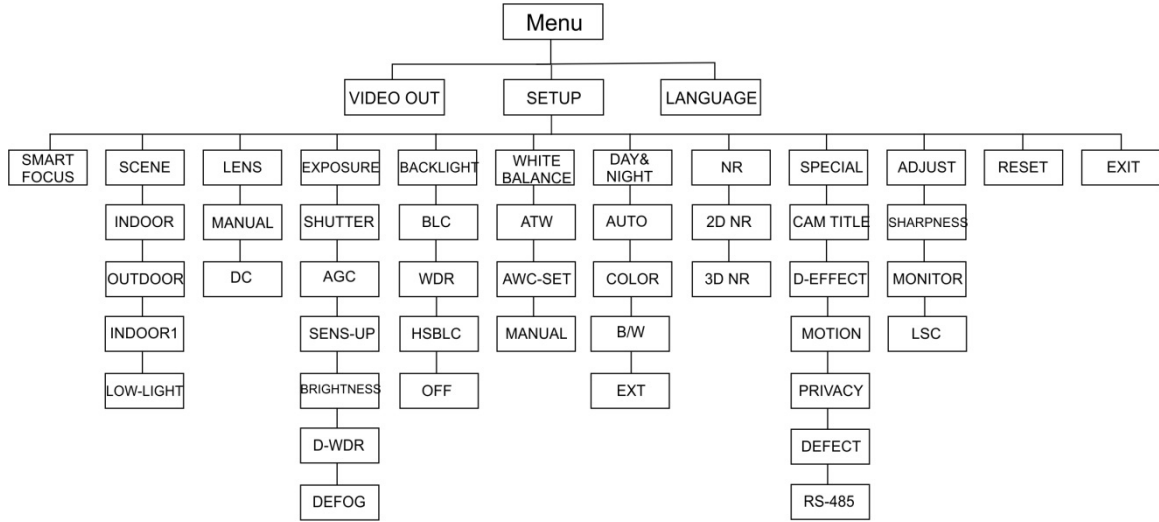 Menu
VIDEO OUT
SETUP
LANGUAGE
SMART
FOCUS
SCENE
LENS
EXPOSURE
BACKLIGHT
WHITE
BALANCE
DAY&
NIGHT
NR
SPECIAL
ADJUST
RESET
EXIT
INDOOR
MANUAL
SHUTTER
BLC
ATW
AUTO
2D NR
CAM TITLE
SHARPNESS
OUTDOOR
DC
AGC
WDR
AWC-SET
COLOR
3D NR
D-EFFECT
MONITOR
INDOOR1
SENS-UP
HSBLC
MANUAL
B/W
MOTION
LSC
LOW-LIGHT
BRIGHTNESS
OFF
EXT
PRIVACY
D-WDR
DEFECT
DEFOG
RS-485